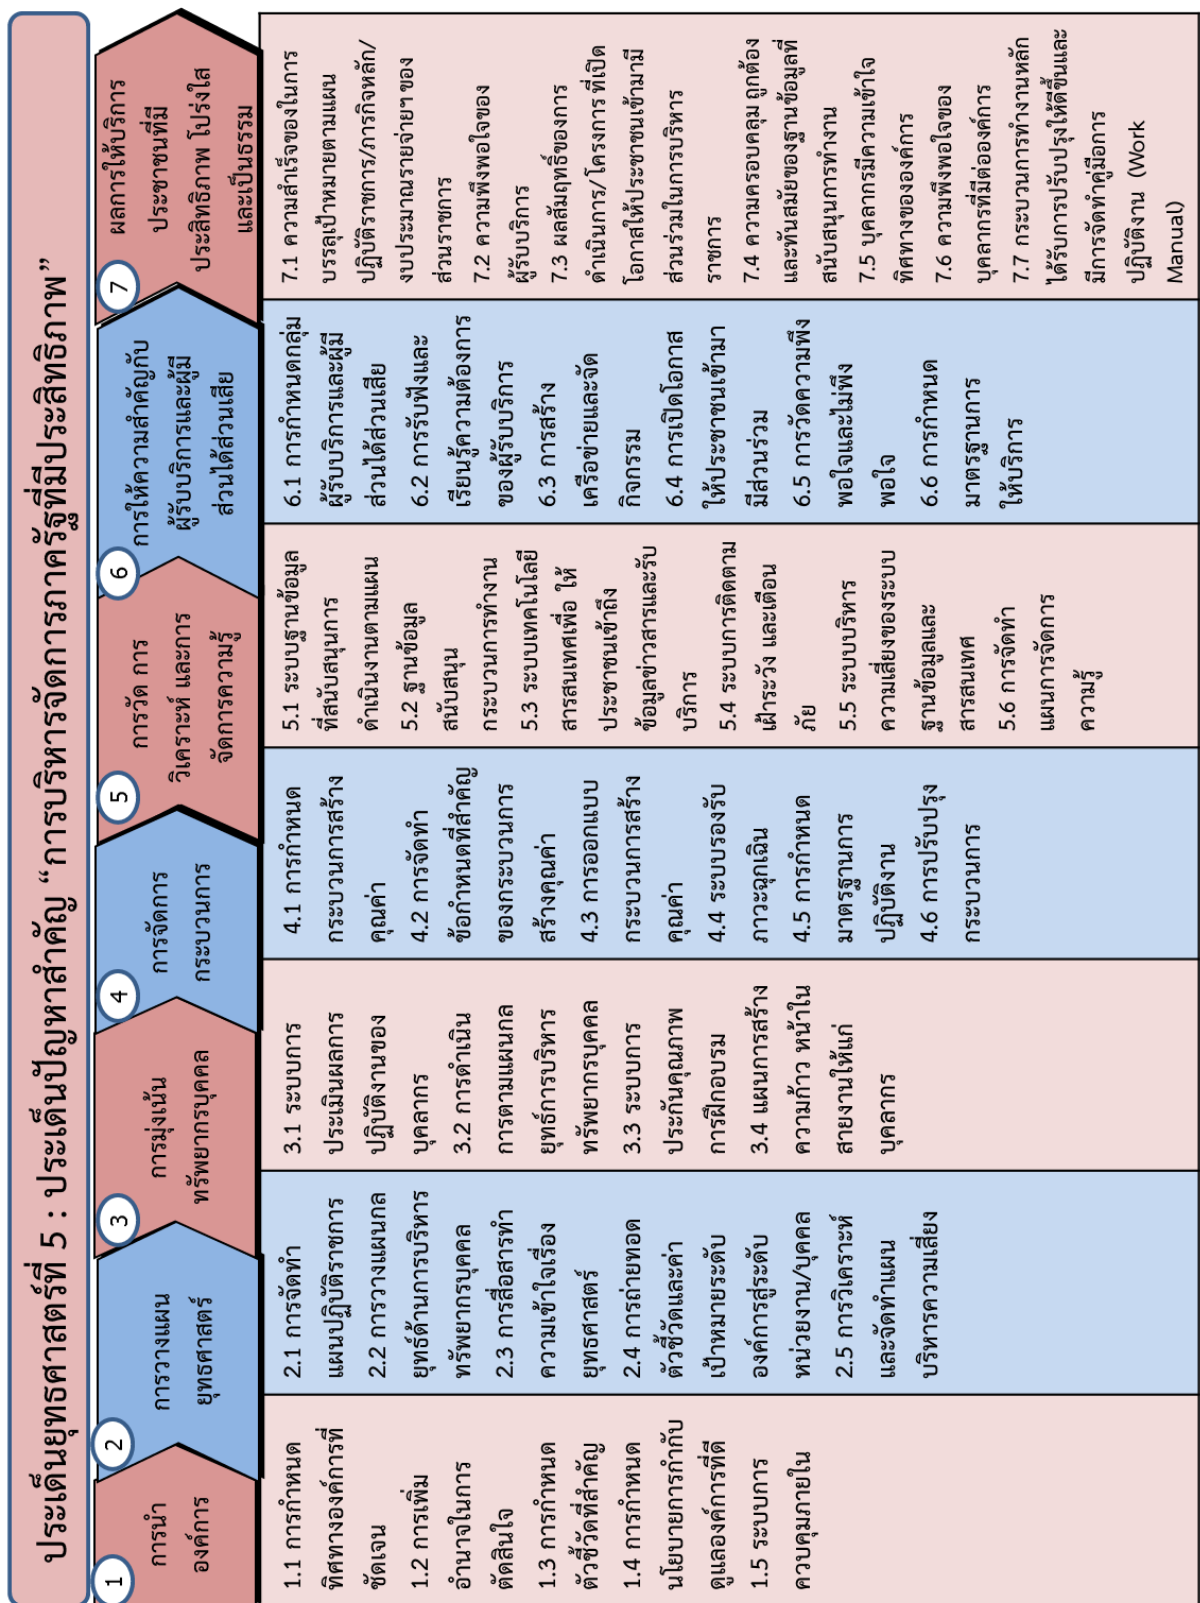 ประเด็นยุทธศาสตร์ที่ 5 : ประเด็นปัญหาสำคัญ “การบริหารจัดการภาครัฐที่มีประสิทธิภาพ”
1
การนำ
องค์การ
1.1 การกำหนด
ทิศทางองค์การที่
ชัดเจน
1.2 การเพิ่ม
อำนาจในการ
ตัดสินใจ
1.3 การกำหนด
ตัวชี้วัดที่สำคัญ
1.4 การกำหนด
นโยบายการกำกับ
ดูแลองค์การที่ดี
1.5 ระบบการ
ควบคุมภายใน
2
การวางแผน
ยุทธศาสตร์
2.1 การจัดทำ
แผนปฏิบัติราชการ
2.2 การวางแผนกล
ยุทธ์ด้านการบริหาร
ทรัพยากรบุคคล
2.3 การสื่อสารทำ
ความเข้าใจเรื่อง
ยุทธศาสตร์
2.4 การถ่ายทอด
ตัวชี้วัดและค่า
เป้าหมายระดับ
องค์การสู่ระดับ
หน่วยงาน/บุคคล
2.5 การวิเคราะห์
และจัดทำแผน
บริหารความเสี่ยง
3
การมุ่งเน้น
ทรัพยากรบุคคล
3.1 ระบบการ
ประเมินผลการ
ปฏิบัติงานของ
บุคลากร
3.2 การดำเนิน
การตามแผนกล
ยุทธ์การบริหาร
ทรัพยากรบุคคล
3.3 ระบบการ
ประกันคุณภาพ
การฝึกอบรม
3.4 แผนการสร้าง
ความก้าว หน้าใน
สายงานให้แก่
บุคลากร
4
การจัดการ
กระบวนการ
4.1 การกำหนด
กระบวนการสร้าง
คุณค่า
4.2 การจัดทำ
ข้อกำหนดที่สำคัญ
ของกระบวนการ
สร้างคุณค่า
4.3 การออกแบบ
กระบวนการสร้าง
คุณค่า
4.4 ระบบรองรับ
ภาวะฉุกเฉิน
4.5 การกำหนด
มาตรฐานการ
ปฏิบัติงาน
4.6 การปรับปรุง
กระบวนการ
5
การวัด การ
วิเคราะห์ และการ
จัดการความรู้
5.1 ระบบฐานข้อมูล
ที่สนับสนุนการ
ดำเนินงานตามแผน
5.2 ฐานข้อมูล
สนับสนุน
กระบวนการทำงาน
5.3 ระบบเทคโนโลยี
สารสนเทศเพื่อ ให้
ประชาชนเข้าถึง
ข้อมูลข่าวสารและรับ
บริการ
5.4 ระบบการติดตาม
เฝ้าระวัง และเตือน
ภัย
5.5 ระบบบริหาร
ความเสี่ยงของระบบ
ฐานข้อมูลและ
สารสนเทศ
5.6 การจัดทำ
แผนการจัดการ
ความรู้
6
การให้ความสำคัญกับ
ผู้รับบริการและผู้มี
ส่วนได้ส่วนเสีย
6.1 การกำหนดกลุ่ม
ผู้รับบริการและผู้มี
ส่วนได้ส่วนเสีย
6.2 การรับฟังและ
เรียนรู้ความต้องการ
ของผู้รับบริการ
6.3 การสร้าง
เครือข่ายและจัด
กิจกรรม
6.4 การเปิดโอกาส
ให้ประชาชนเข้ามา
มีส่วนร่วม
6.5 การวัดความพึง
พอใจและไม่พึง
พอใจ
6.6 การกำหนด
มาตรฐานการ
ให้บริการ
7
ผลการให้บริการ
ประชาชนที่มี
ประสิทธิภาพ โปร่งใส
และเป็นธรรม
7.1 ความสำเร็จของในการ
บรรลุเป้าหมายตามแผน
ปฏิบัติราชการ/ภารกิจหลัก/
งบประมาณรายจ่ายฯ ของ
ส่วนราชการ
7.2 ความพึงพอใจของ
ผู้รับบริการ
7.3 ผลสัมฤทธิ์ของการ
ดำเนินการ/โครงการ ที่เปิด
โอกาสให้ประชาชนเข้ามามี
ส่วนร่วมในการบริหาร
ราชการ
7.4 ความครอบคลุม ถูกต้อง
และทันสมัยของฐานข้อมูลที่
สนับสนุนการทำงาน
7.5 บุคลากรมีความเข้าใจ
ทิศทางขององค์การ
7.6 ความพึงพอใจของ
บุคลากรที่มีต่อองค์การ
7.7 กระบวนการทำงานหลัก
ได้รับการปรับปรุงให้ดีขึ้นและ
มีการจัดทำคู่มือการ
ปฏิบัติงาน (Work
Manual)